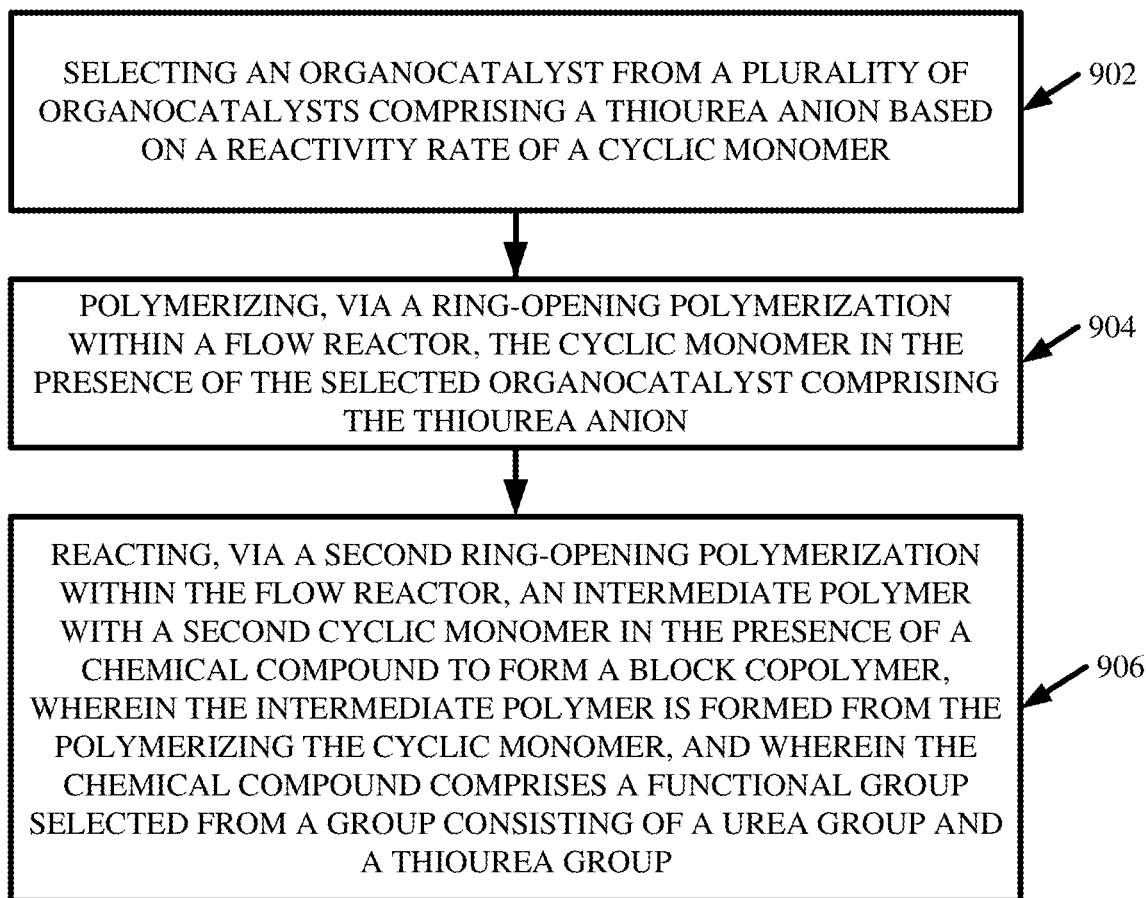 SELECTING AN ORGANOCATALYST FROM A PLURALITY OF
ORGANOCATALYSTS COMPRISING A THIOUREA ANION BASED
ON A REACTIVITY RATE OF A CYCLIC MONOMER
902
POLYMERIZING, VIA A RING-OPENING POLYMERIZATION
WITHIN A FLOW REACTOR, THE CYCLIC MONOMER IN THE
PRESENCE OF THE SELECTED ORGANOCATALYST COMPRISING
THE THIOUREA ANION
904
REACTING, VIA A SECOND RING-OPENING POLYMERIZATION
WITHIN THE FLOW REACTOR, AN INTERMEDIATE POLYMER
WITH A SECOND CYCLIC MONOMER IN THE PRESENCE OF A
CHEMICAL COMPOUND TO FORM A BLOCK COPOLYMER,
WHEREIN THE INTERMEDIATE POLYMER IS FORMED FROM THE
POLYMERIZING THE CYCLIC MONOMER, AND WHEREIN THE
CHEMICAL COMPOUND COMPRISES A FUNCTIONAL GROUP
SELECTED FROM A GROUP CONSISTING OF A UREA GROUP AND
A THIOUREA GROUP
906